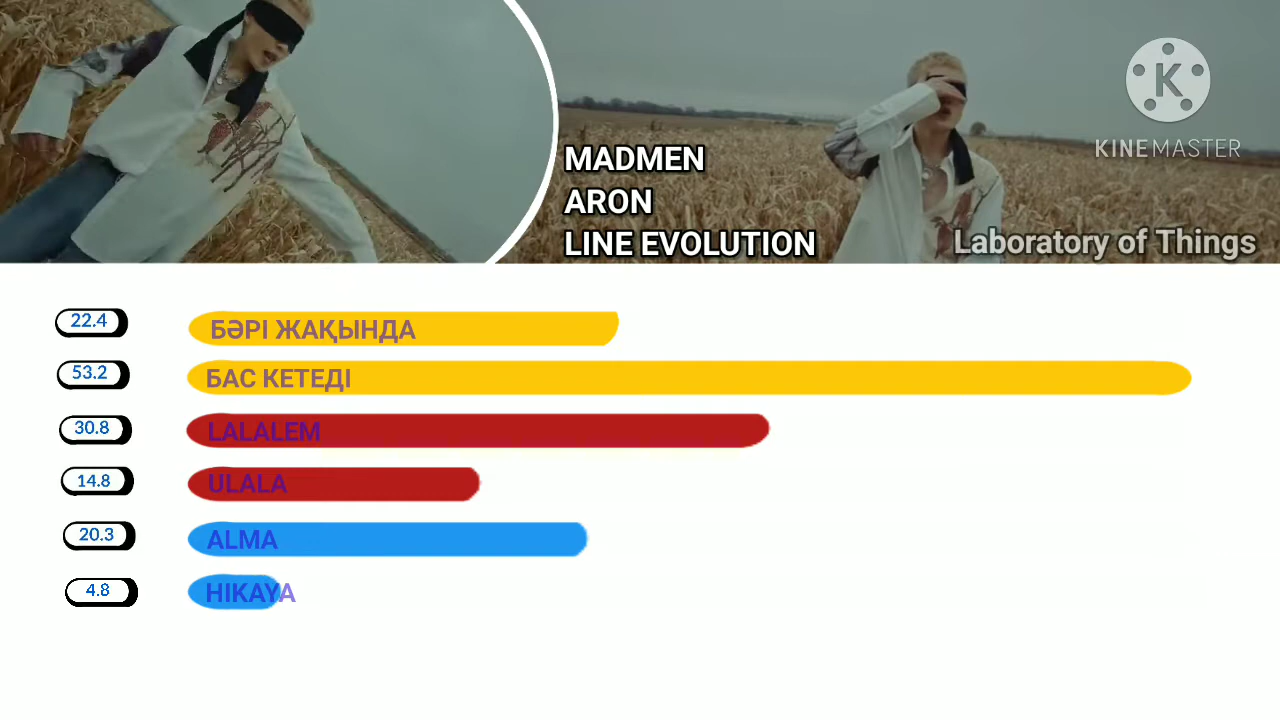 K
KINEMASTER
MADMEN
ARON
LINE EVOLUTION
Laboratory of Things
22.4 БӘРІ ЖАҚЫНДА
53.2 БАС КЕТЕДІ
30.8 LALALEM
14.8 ULALA
20.3 ALMA
4.8 HIKAYA